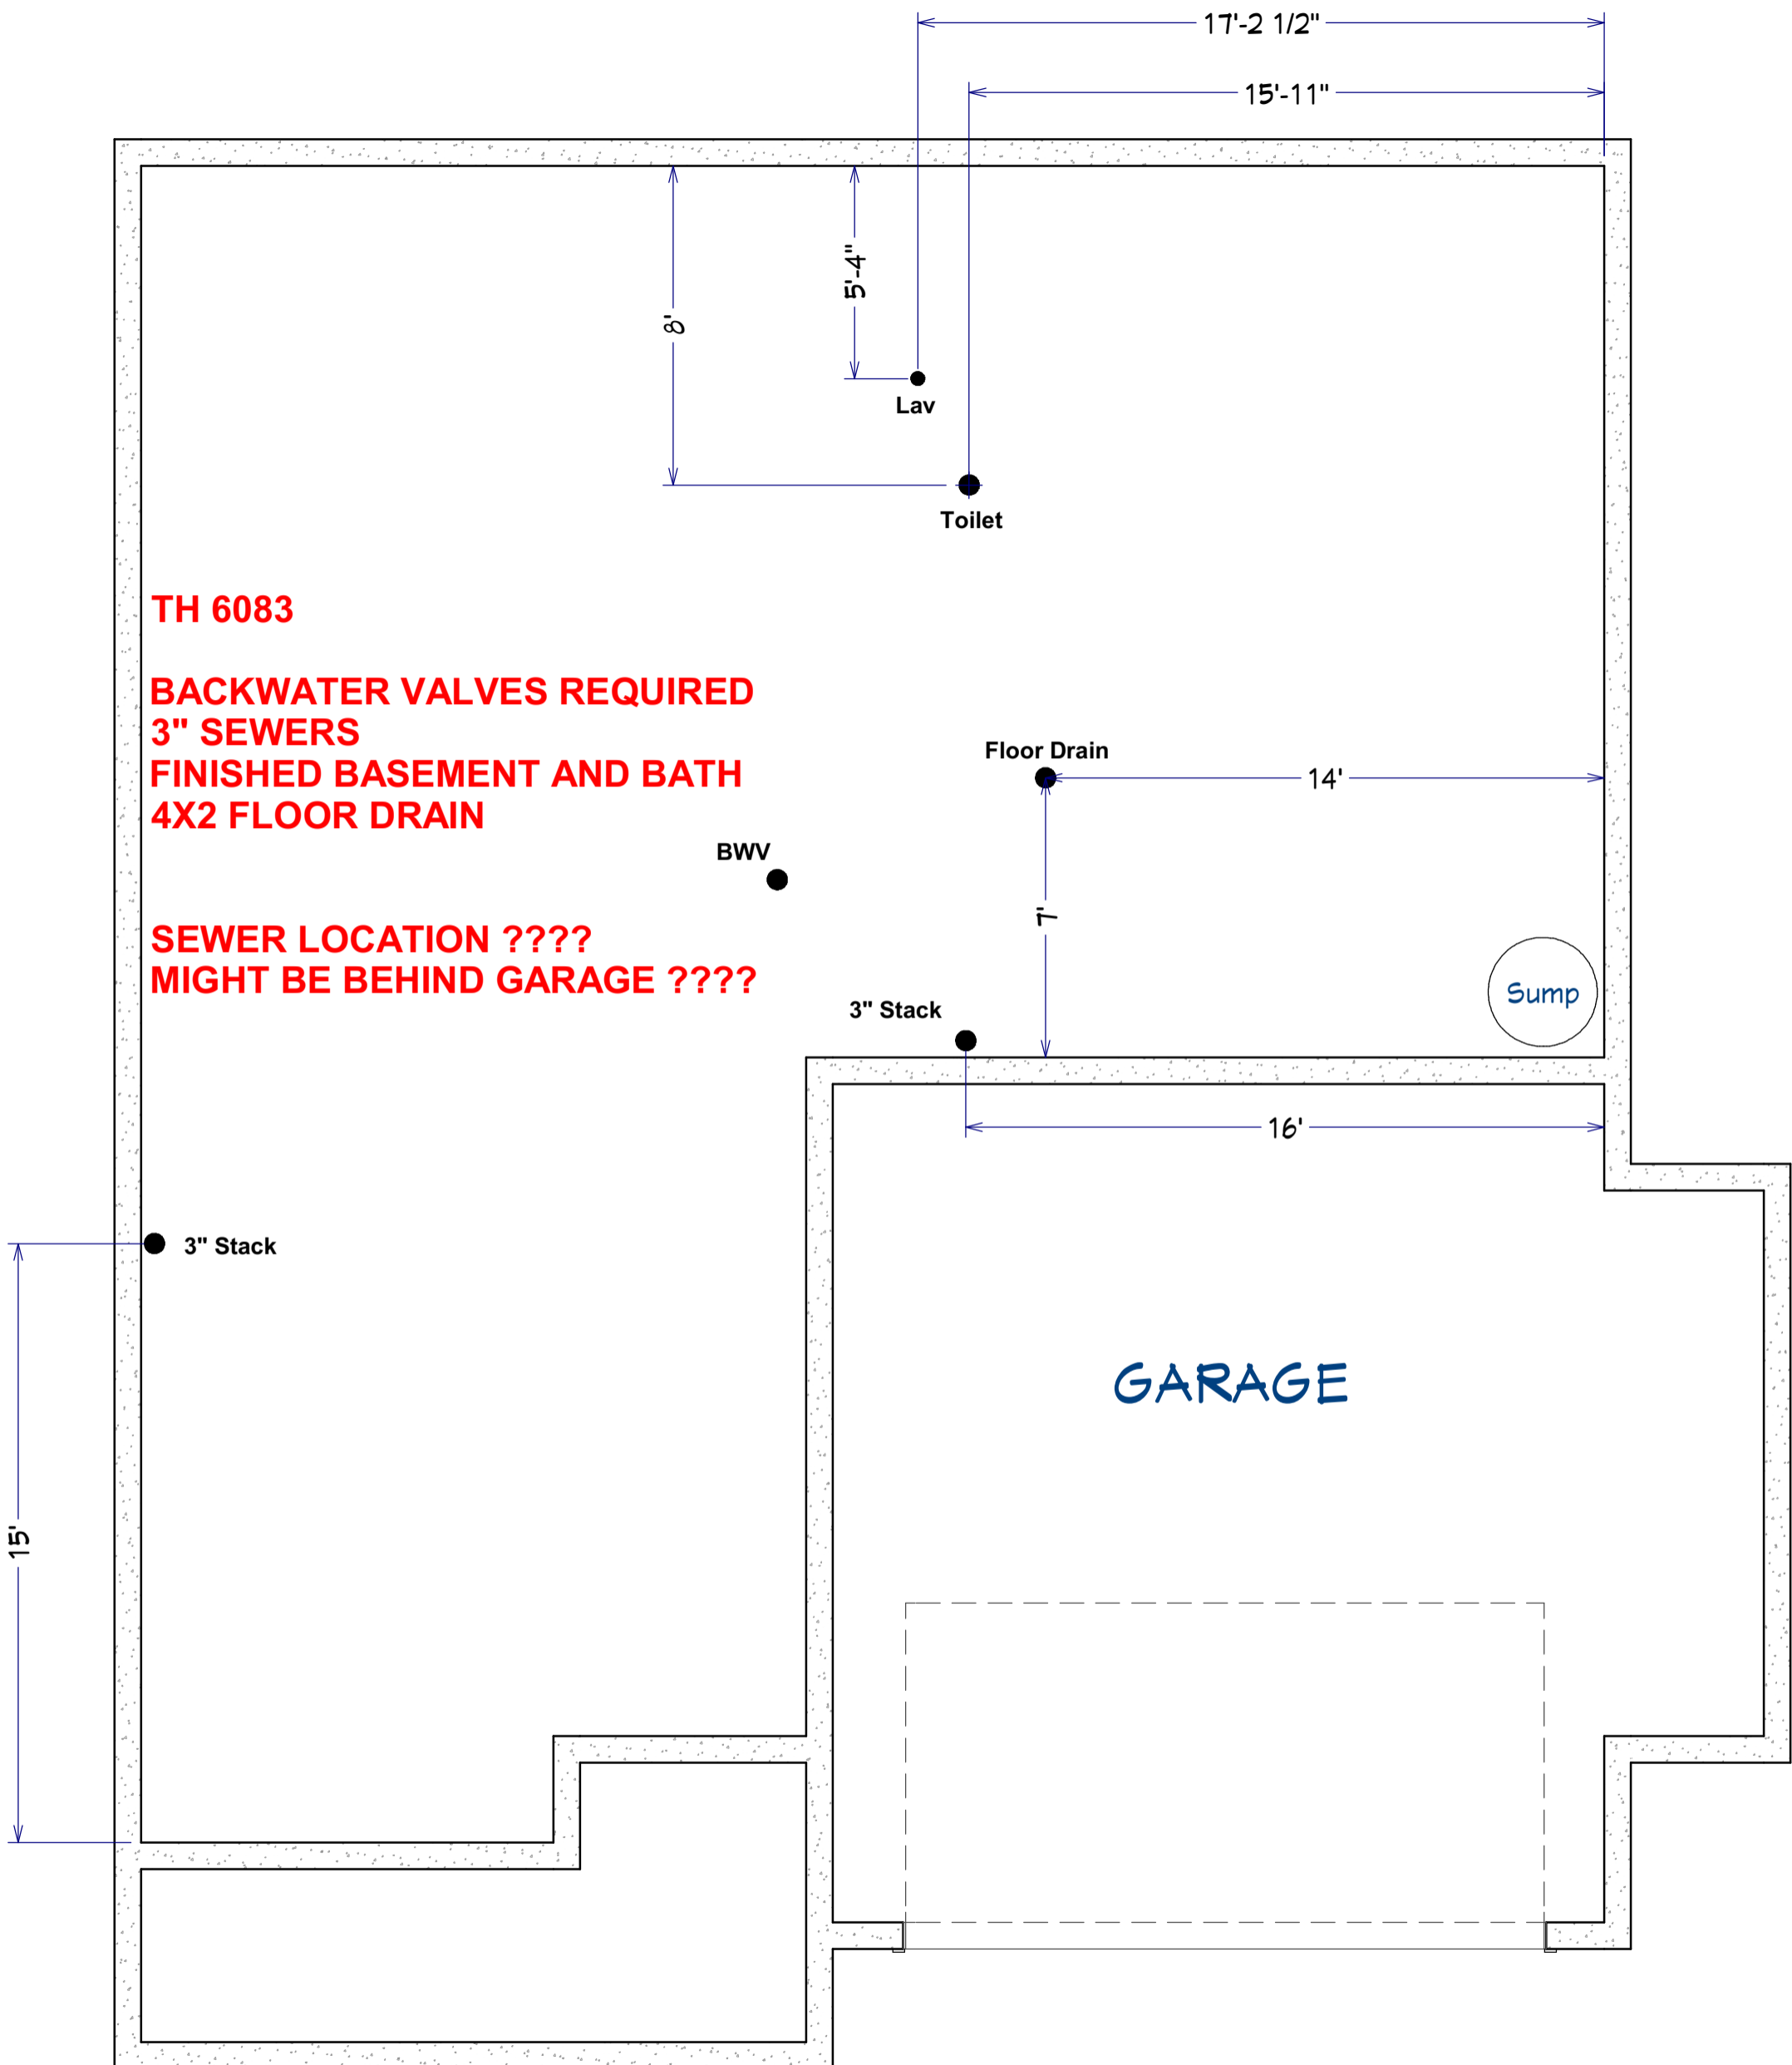 17'-2 1/2"
15'-11"
5'-4"
8'
Lav
Toilet
TH 6083
BACKWATER VALVES REQUIRED
3" SEWERS
FINISHED BASEMENT AND BATH
4X2 FLOOR DRAIN
Floor Drain
14'
BWV
7'
SEWER LOCATION ????
MIGHT BE BEHIND GARAGE ????
Sump
3" Stack
16'
3" Stack
GARAGE
15'